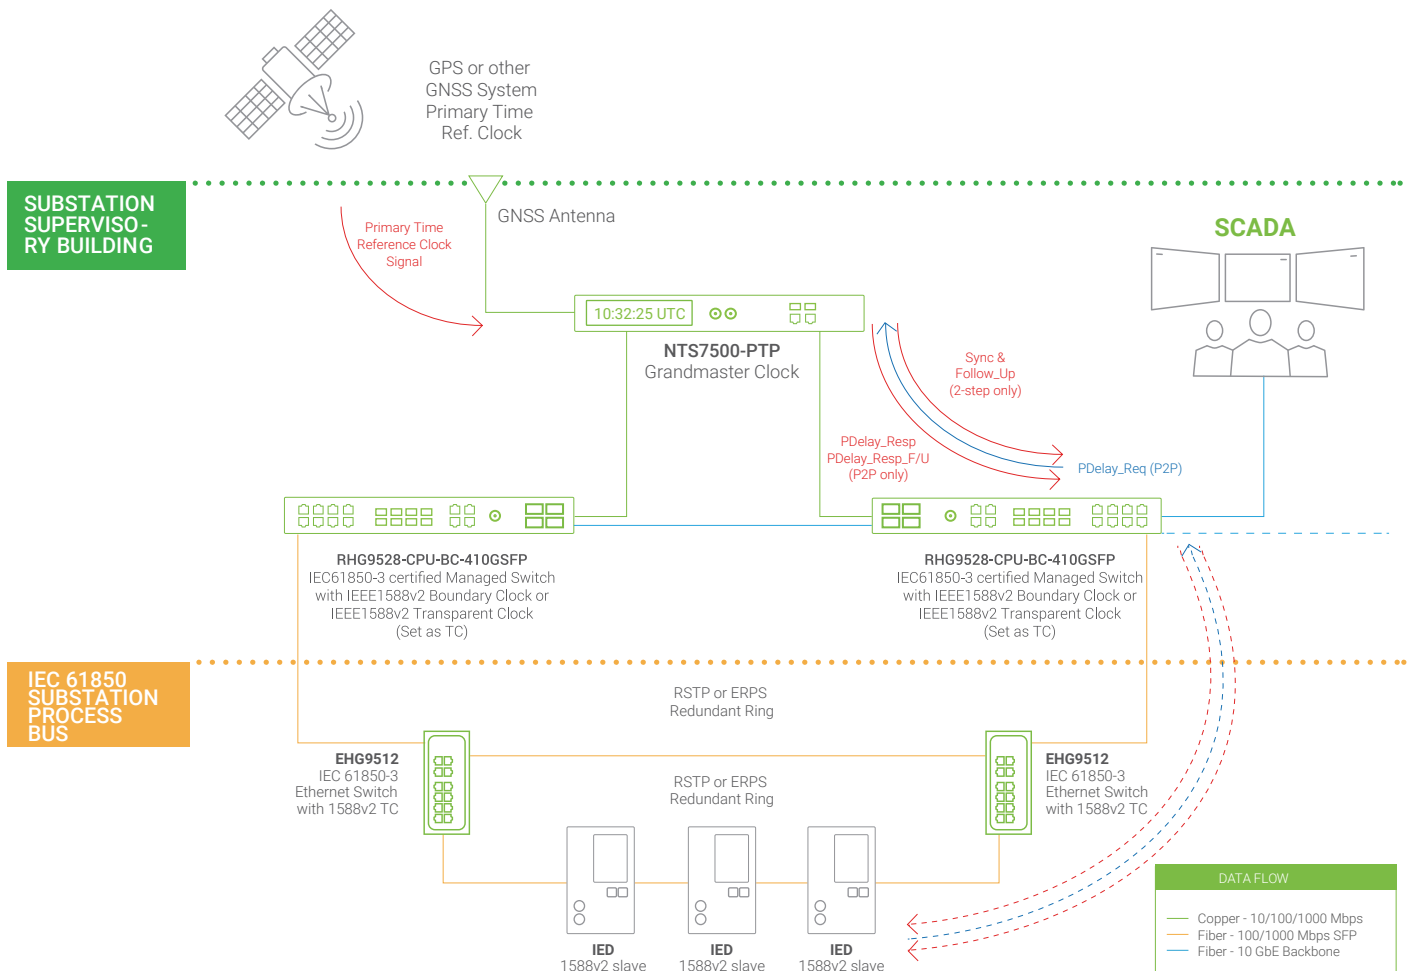 GPS or other
GNSS System
Primary Time
Ref. Clock
SUBSTATION
SUPERVISO-
RY BUILDING
GNSS Antenna
Primary Time
Reference Clock
Signal
SCADA
10:32:25 UTC
NTS7500-PTP
Grandmaster Clock
Sync &
Follow_Up
(2-step only)
PDelay_Resp
PDelay_Resp_F/U
(P2P only)
PDelay_Req (P2P)
RHG9528-CPU-BC-410GSFP
IEC61850-3 certified Managed Switch
with IEEE1588v2 Boundary Clock or
IEEE1588v2 Transparent Clock
(Set as TC)
RHG9528-CPU-BC-410GSFP
IEC61850-3 certified Managed Switch
with IEEE1588v2 Boundary Clock or
IEEE1588v2 Transparent Clock
(Set as TC)
IEC 61850
SUBSTATION
PROCESS
BUS
RSTP or ERPS
Redundant Ring
EHG9512
IEC 61850-3
Ethernet Switch
with 1588v2 TC
RSTP or ERPS
Redundant Ring
EHG9512
IEC 61850-3
Ethernet Switch
with 1588v2 TC
IED
1588v2 slave
IED
1588v2 slave
IED
1588v2 slave
DATA FLOW
Copper - 10/100/1000 Mbps
Fiber - 100/1000 Mbps SFP
Fiber - 10 GbE Backbone